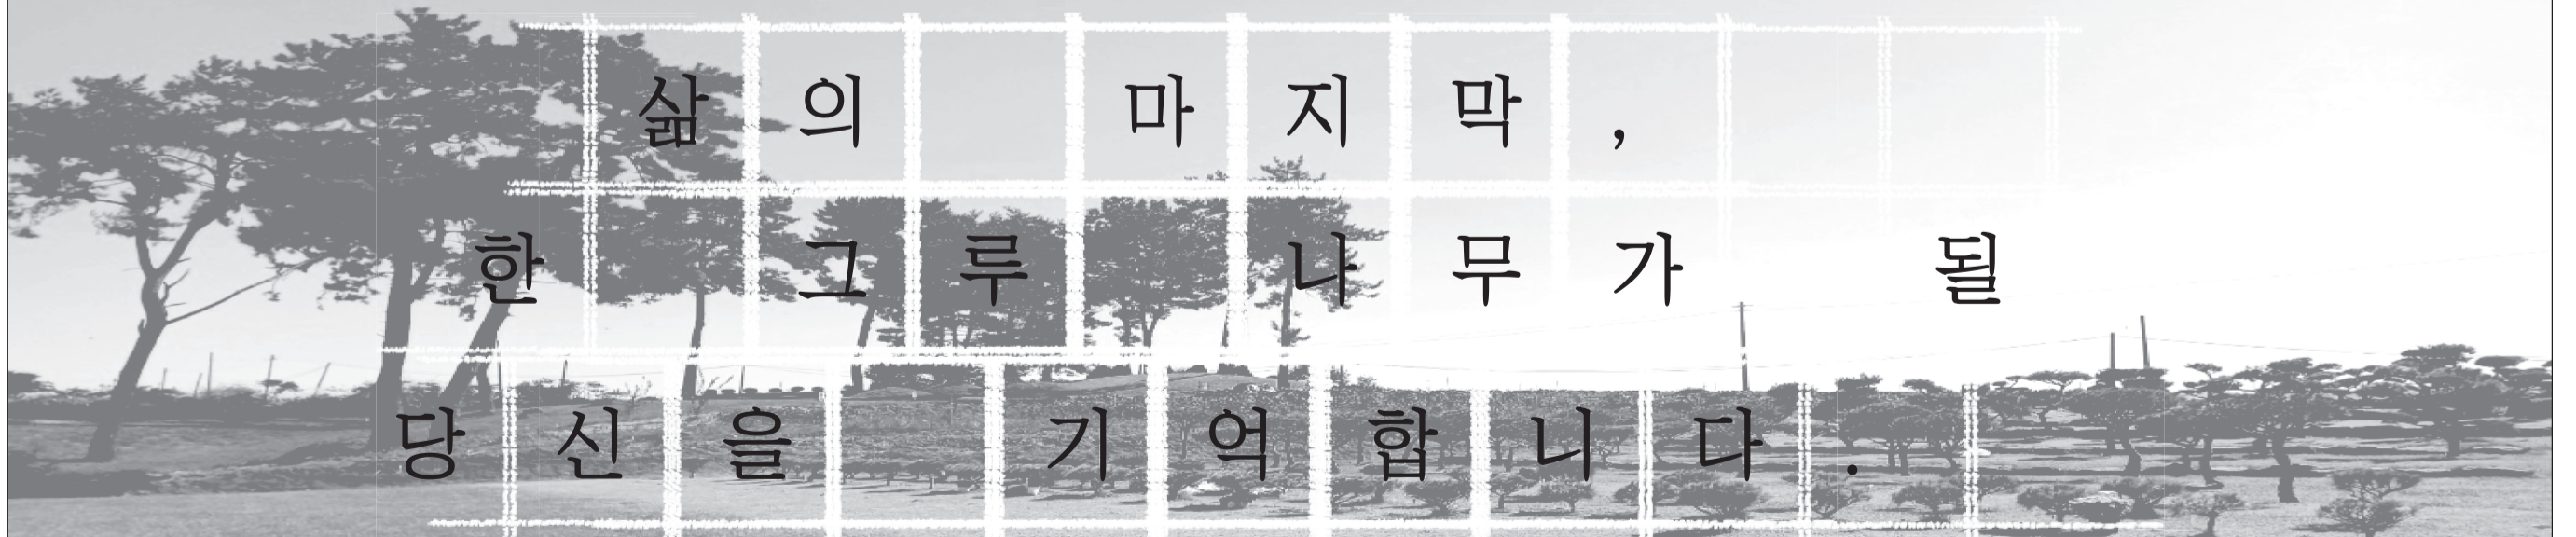 삶의 마지막,
한 그루 나무가 될
당신을 기억합니다.